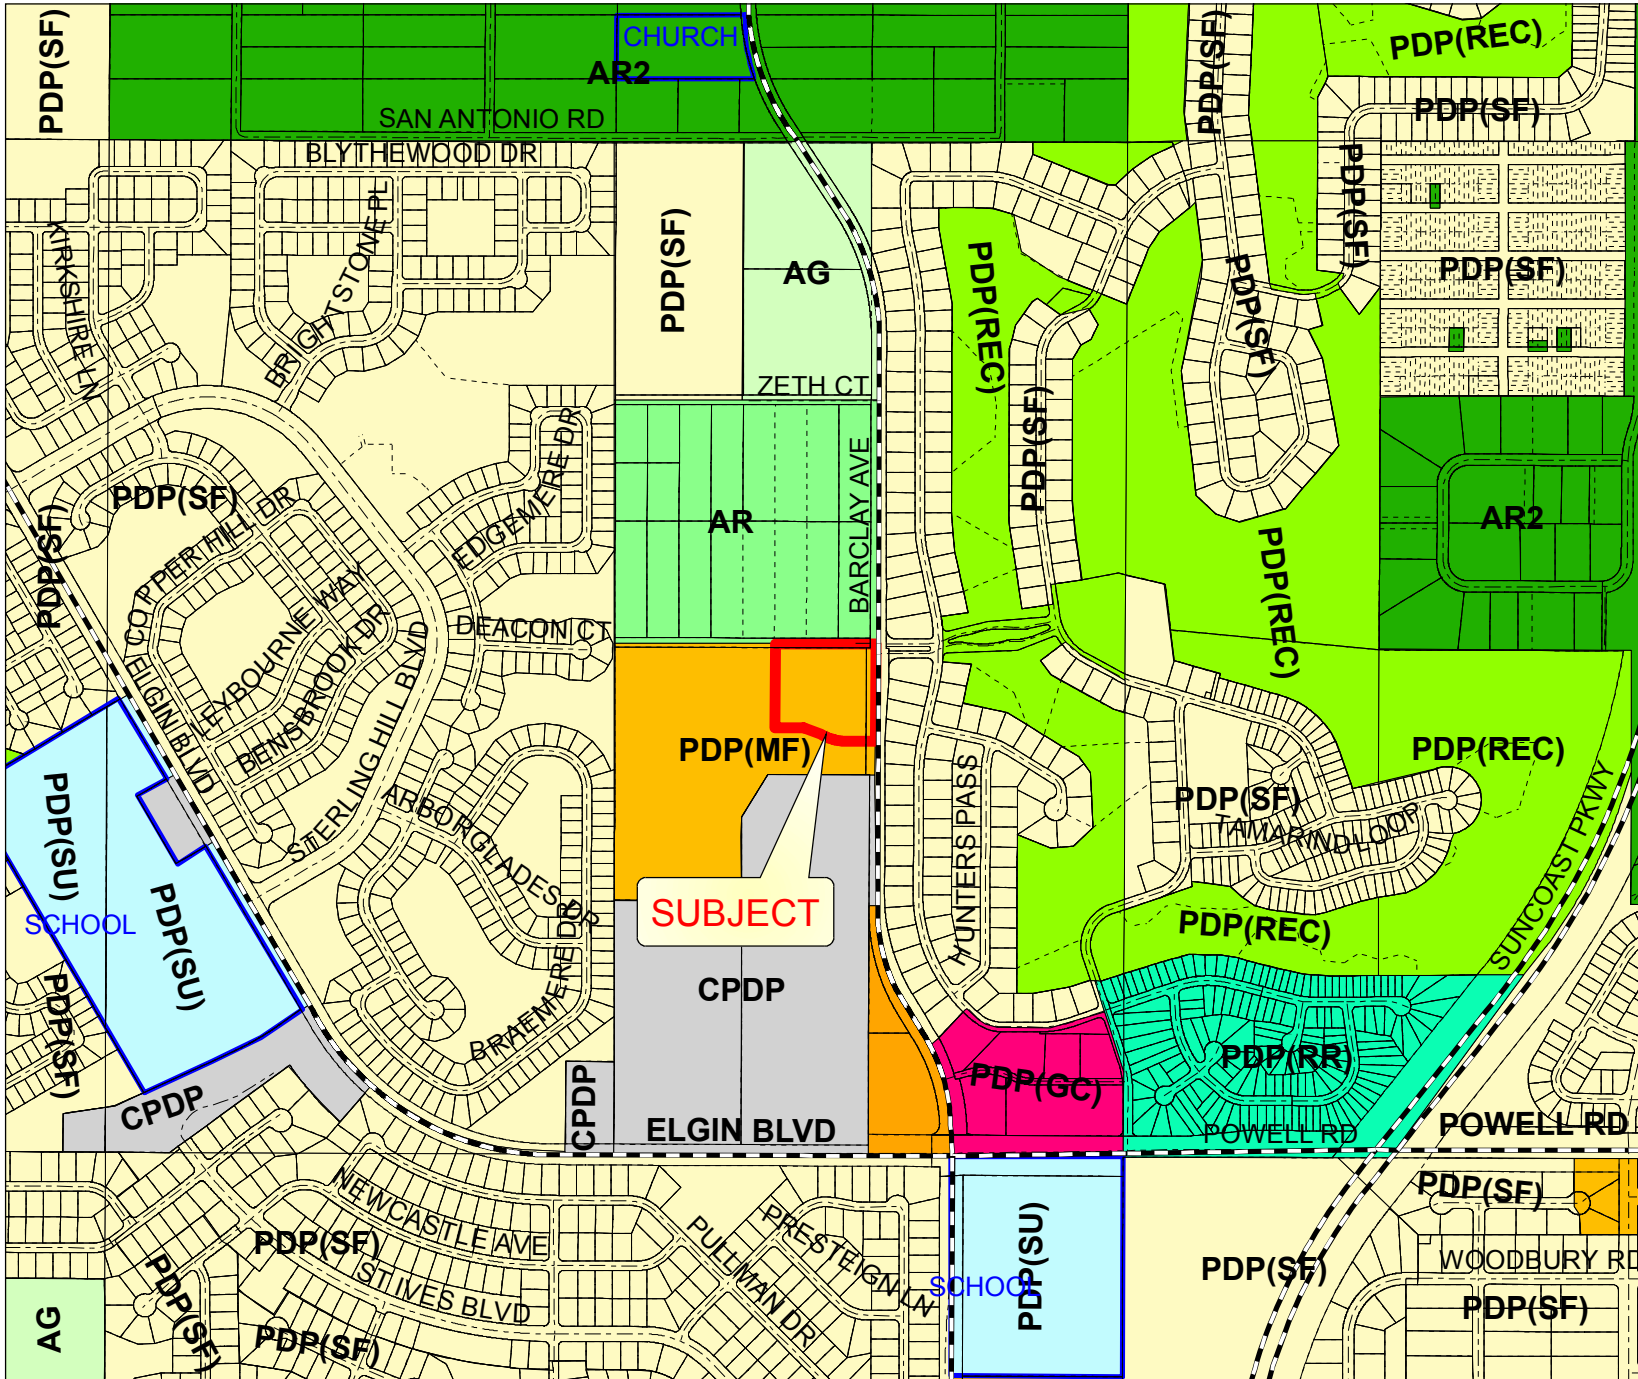 PDP(SF)
CHURCH
AR2
SAN ANTONIO RD
PDP(SF)
PDP(REC)
PDP(SF)
BLYTHEWOOD DR
KIRKSHIRE LN
BRIGHTSTONE PL
PDP(SF)
AG
PDP(REC)
PDP(SF)
PDP(SF)
PDP(SF)
ZETH CT
PDP(SF)
EDGEMERE DR
AR
BARCLAY AVE
PDP(SF)
PDP(SF)
COPPER HILL DR
AR2
PDP(REC)
LEYBOURNE WAY
BENSBROOK DR
DEACON CT
ELGIN BLVD
STERLING HILL BLVD
PDP(MF)
PDP(REC)
HUNTERS PASS
PDP(SF)
TAMARIND LOOP
SUNCOAST PKWY
PDP(SU)
ARBORGLADES DR
SUBJECT
PDP(SU)
SCHOOL
PDP(REC)
BRAEMERE DR
CPDP
PDP(SF)
PDP(RR)
PDP(GC)
CPDP
CPDP
ELGIN BLVD
POWELL RD
POWELL RD
NEWCASTLE AVE
PDP(SF)
PDP(SF)
ST IVES BLVD
PULLMAN DR
PRESTEIGN LN
PDP(SU)
SCHOOL
PDP(SF)
PDP(SF)
WOODBURY RD
PDP(SF)
AG
PDP(SF)
PDP(SF)